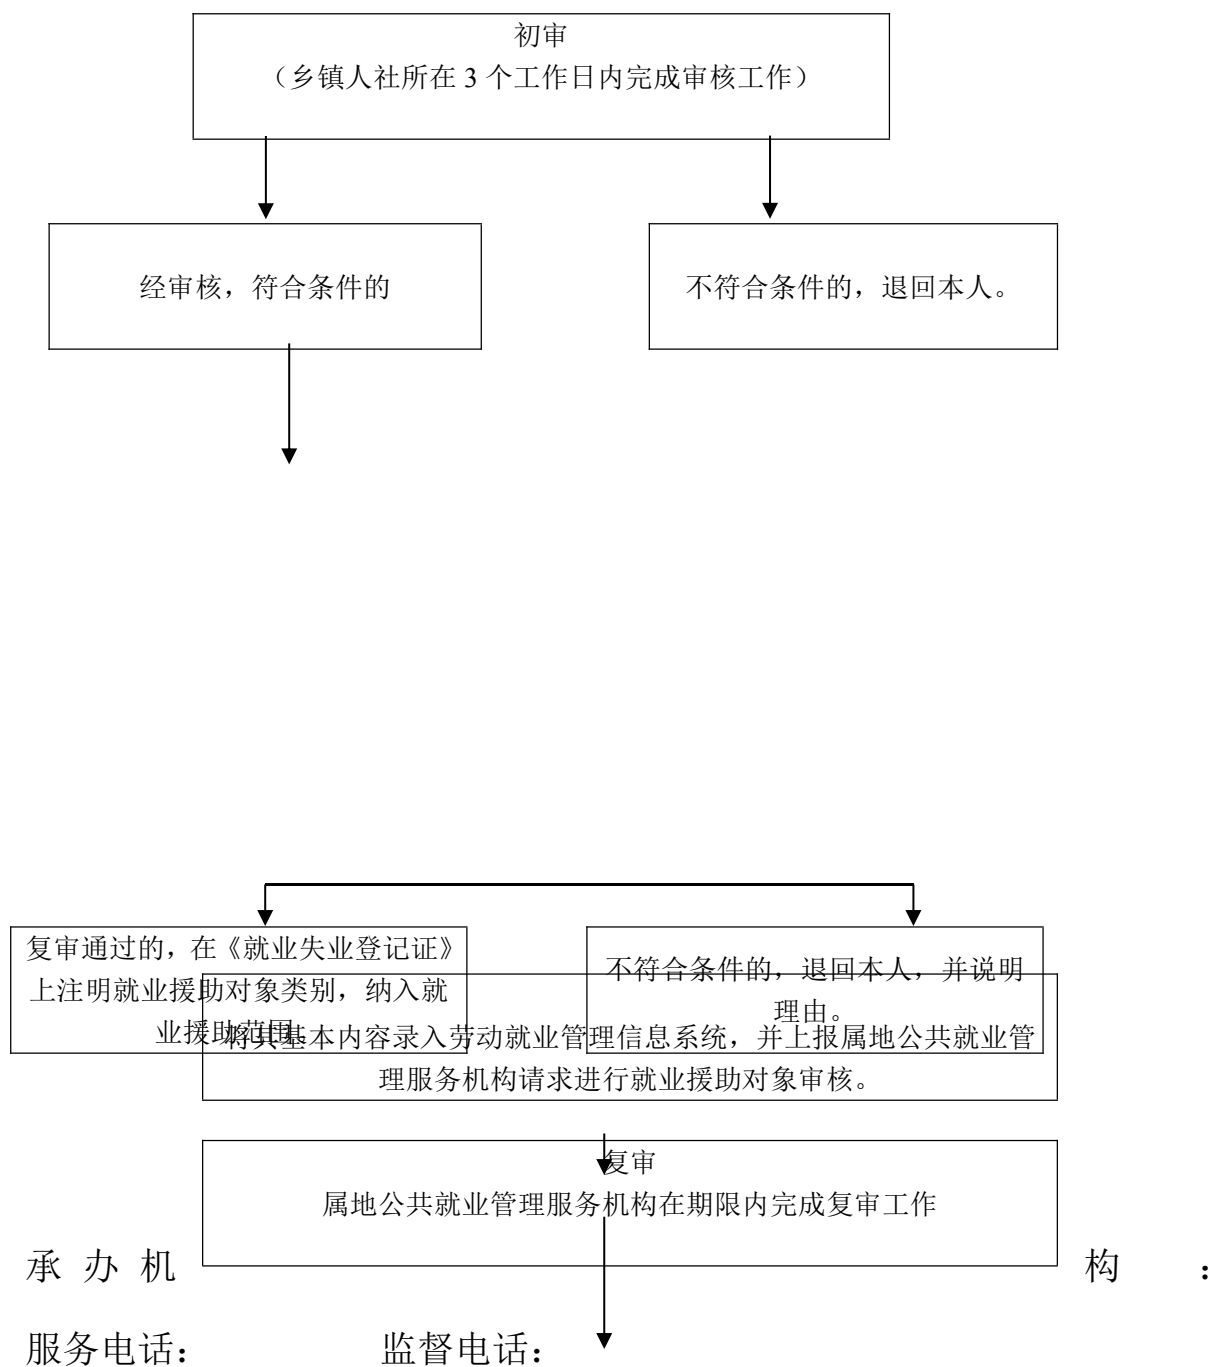 初审
（乡镇人社所在 3 个工作日内完成审核工作）
经审核，符合条件的
不符合条件的，退回本人。
复审通过的，在《就业失业登记证》
上注明就业援助对象类别，纳入就
业援助范围。
不符合条件的，退回本人，并说明
理由。
将其基本内容录入劳动就业管理信息系统，并上报属地公共就业管
理服务机构请求进行就业援助对象审核。
复审
属地公共就业管理服务机构在期限内完成复审工作
承 办 机 构 ：
服务电话： 监督电话：